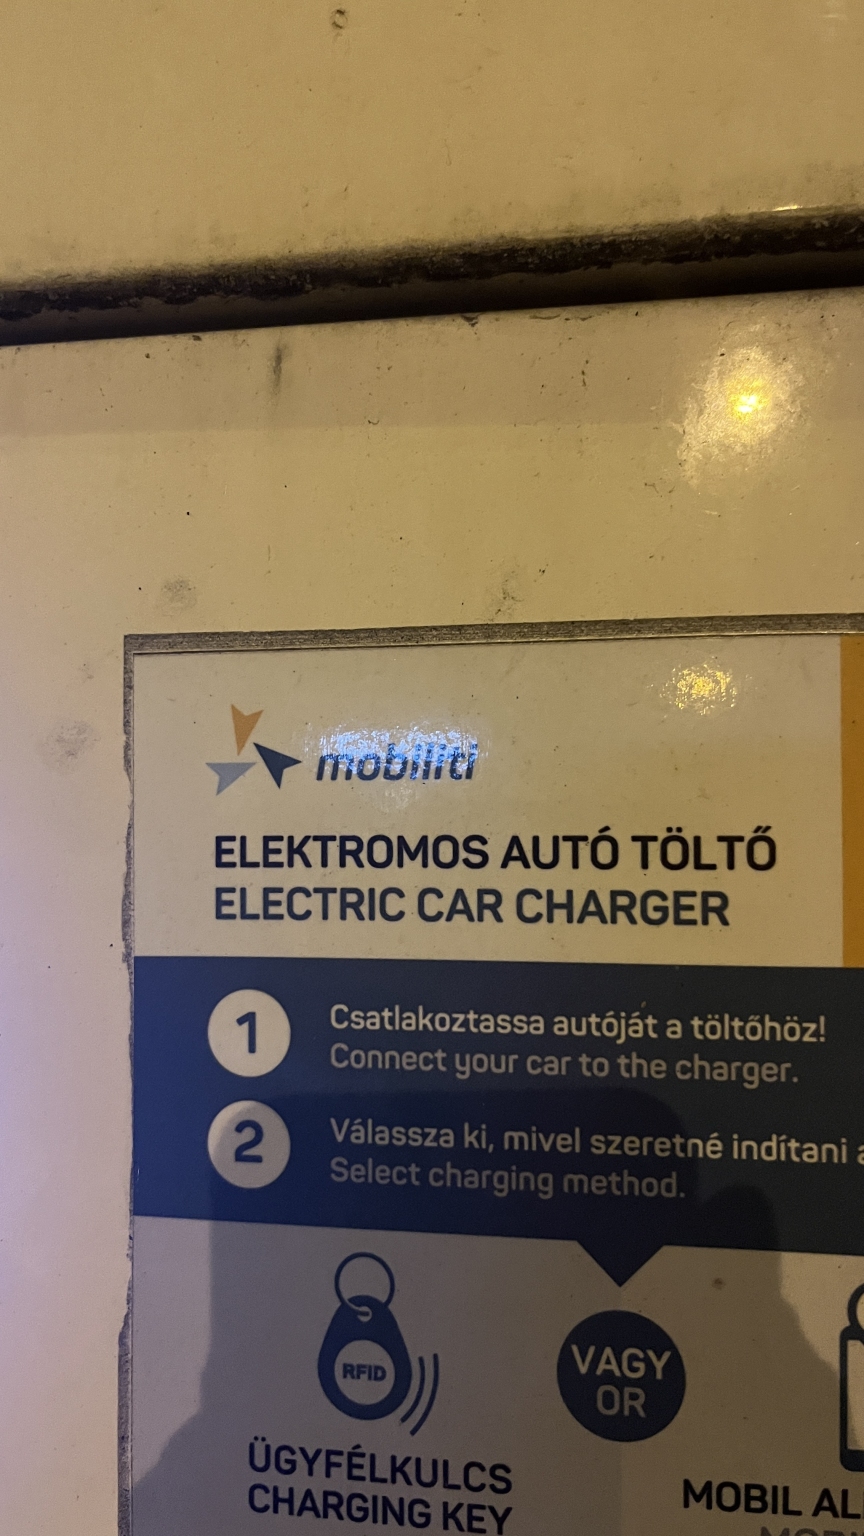 mobiliti
ELEKTROMOS AUTÓ TÖLTŐ
ELECTRIC CAR CHARGER
1
Csatlakoztassa autóját a töltőhöz!
Connect your car to the charger.
2
Válassza ki, mivel szeretné indítani
Select charging method.
RFID
VAGY
OR
ÜGYFÉLKULCS
CHARGING KEY
MOBIL